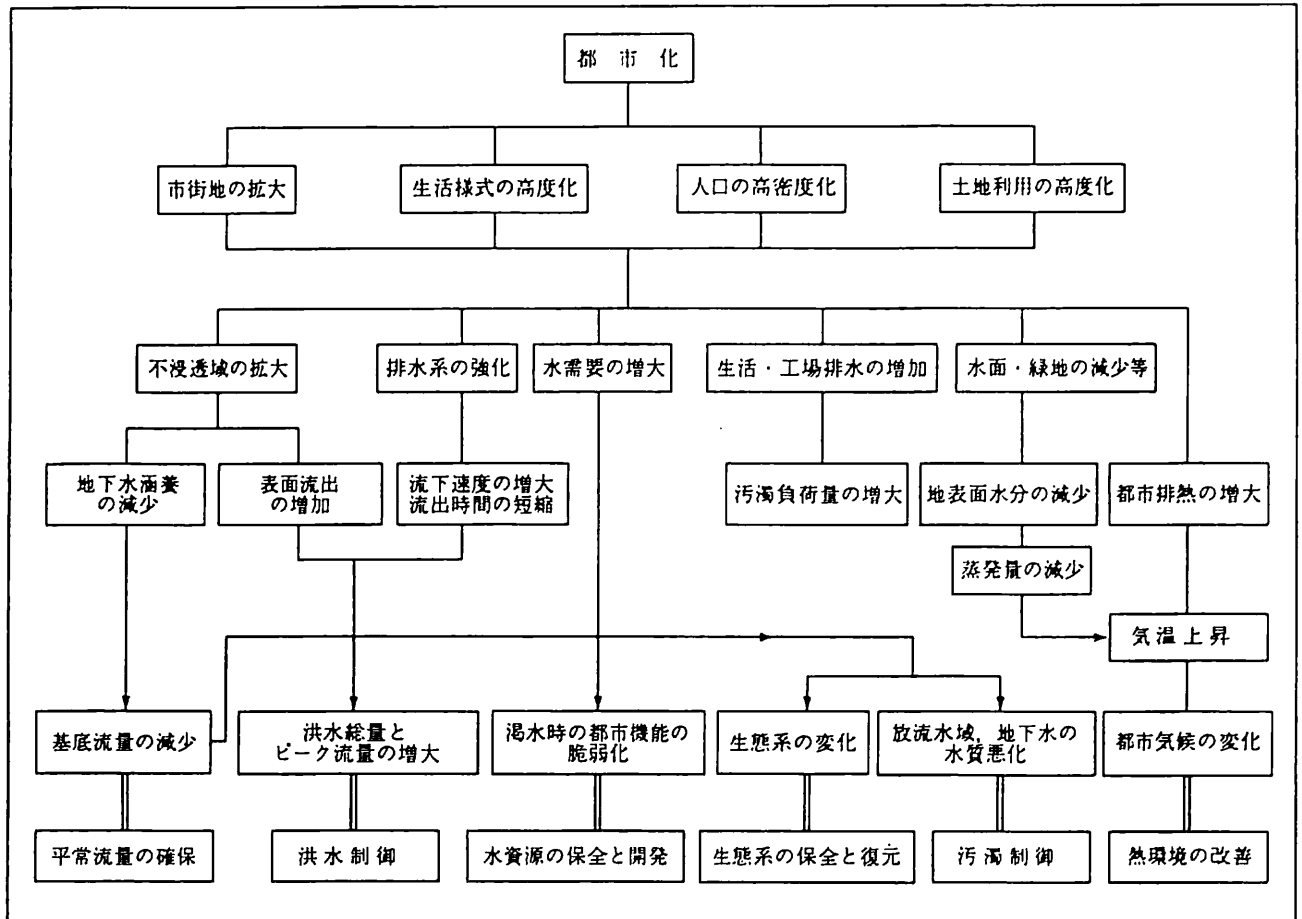 都市化
市街地の拡大
生活様式の高度化
人口の高密度化
土地利用の高度化
不浸透域の拡大
排水系の強化
水需要の増大
生活・工場排水の増加
水面・緑地の減少等
地下水涵養
の減少
表面流出
の増加
流下速度の増大
流出時間の短縮
汚濁負荷量の増大
地表面水分の減少
都市排熱の増大
蒸発量の減少
気温上昇
基底流量の減少
洪水総量と
ピーク流量の増大
渇水時の都市機能の
脆弱化
生態系の変化
放流水域，地下水の
水質悪化
都市気候の変化
平常流量の確保
洪水制御
水資源の保全と開発
生態系の保全と復元
汚濁制御
熱環境の改善